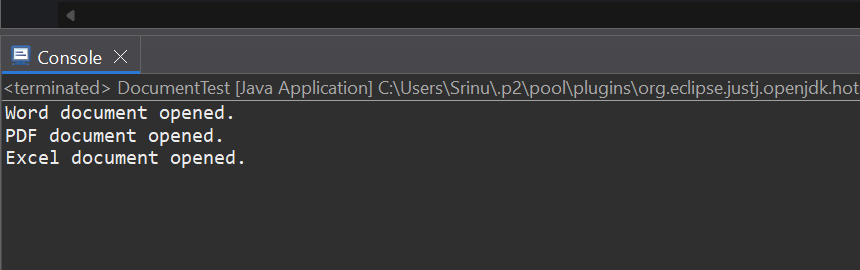 Console
<terminated> DocumentTest [Java Application] C:\Users\Srinu\.p2\pool\plugins\org.eclipse.justj.openjdk.hot
Word document opened.
PDF document opened.
Excel document opened.